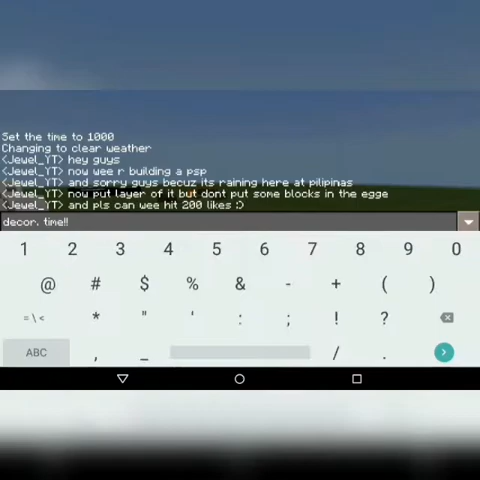 Set the time to 1000
Changing to clear weather
<Jewel_YT> hey guys
<Jewel_YT> now wee r building a psp
<Jewel_YT> and sorry guys becuz its raining here at pilipinas
<Jewel_YT> now put layer of it but dont put some blocks in the egge
<Jewel_YT> and pls can wee hit 200 likes :)
decor. time!!
1 2 3 4 5 6 7 8 9 0
@ # $ % & - + ( )
= \ < * " ' : ; ! ?
ABC , _ / .